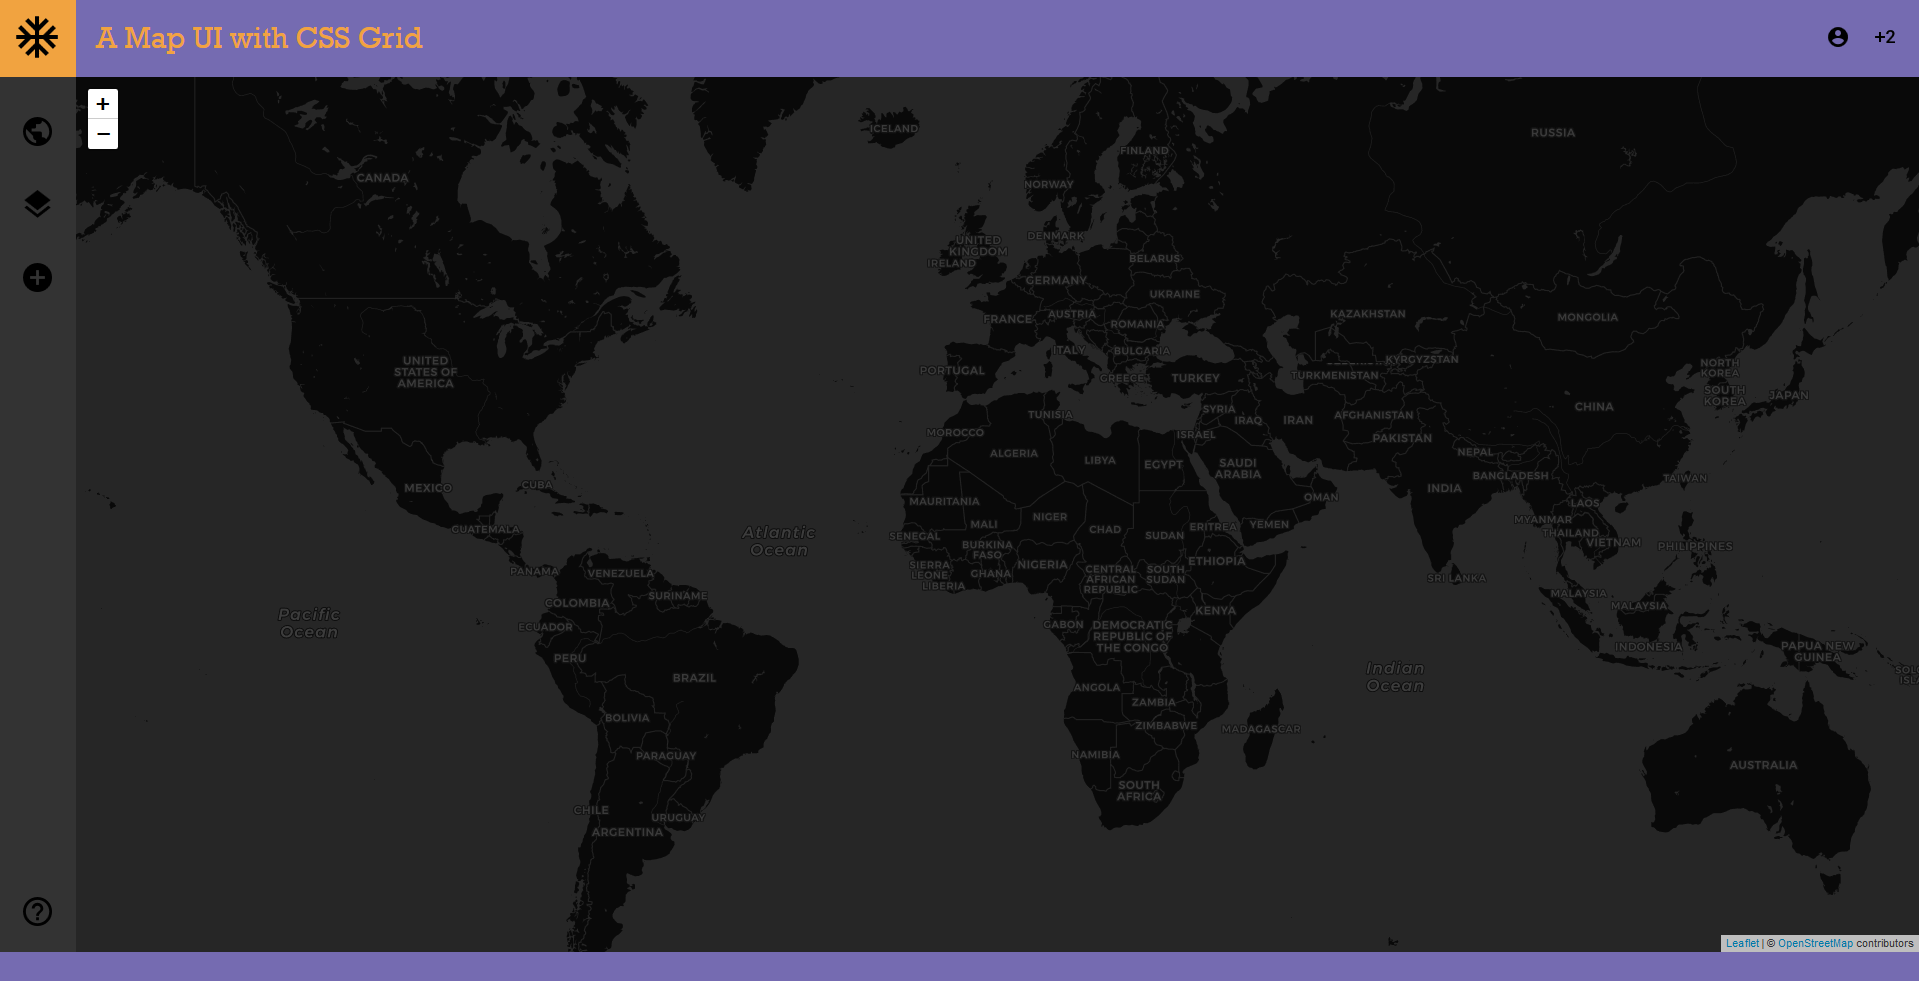 A Map UI with CSS Grid
+2
+
−
ICELAND
RUSSIA
FINLAND
CANADA
NORWAY
DENMARK
UNITED
KINGDOM
IRELAND
BELARUS
GERMANY
UKRAINE
FRANCE
AUSTRIA
ROMANIA
KAZAKHSTAN
MONGOLIA
ITALY
BULGARIA
KYRGYZSTAN
UNITED
STATES OF
AMERICA
PORTUGAL
GREECE
TURKEY
TURKMENISTAN
NORTH
KOREA
SOUTH
KOREA
JAPAN
CHINA
TUNISIA
SYRIA
IRAQ
IRAN
AFGHANISTAN
MOROCCO
ISRAEL
PAKISTAN
ALGERIA
LIBYA
EGYPT
SAUDI
ARABIA
NEPAL
BANGLADESH
TAIWAN
MEXICO
CUBA
INDIA
OMAN
MAURITANIA
LAOS
GUATEMALA
MALI
NIGER
CHAD
SUDAN
ERITREA
YEMEN
MYANMAR
THAILAND
VIETNAM
PHILIPPINES
Atlantic
Ocean
SENEGAL
BURKINA
FASO
PANAMA
VENEZUELA
SIERRA
LEONE
LIBERIA
GHANA
NIGERIA
CENTRAL
AFRICAN
REPUBLIC
SOUTH
SUDAN
ETHIOPIA
SRI LANKA
COLOMBIA
SURINAME
MALAYSIA
MALAYSIA
Pacific
Ocean
ECUADOR
KENYA
GABON
DEMOCRATIC
REPUBLIC OF
THE CONGO
INDONESIA
PAPUA NEW
GUINEA
PERU
BRAZIL
Indian
Ocean
SOLO
ISLA
ANGOLA
ZAMBIA
BOLIVIA
ZIMBABWE
MADAGASCAR
PARAGUAY
NAMIBIA
AUSTRALIA
SOUTH
AFRICA
CHILE
URUGUAY
ARGENTINA
Leaflet | © OpenStreetMap contributors